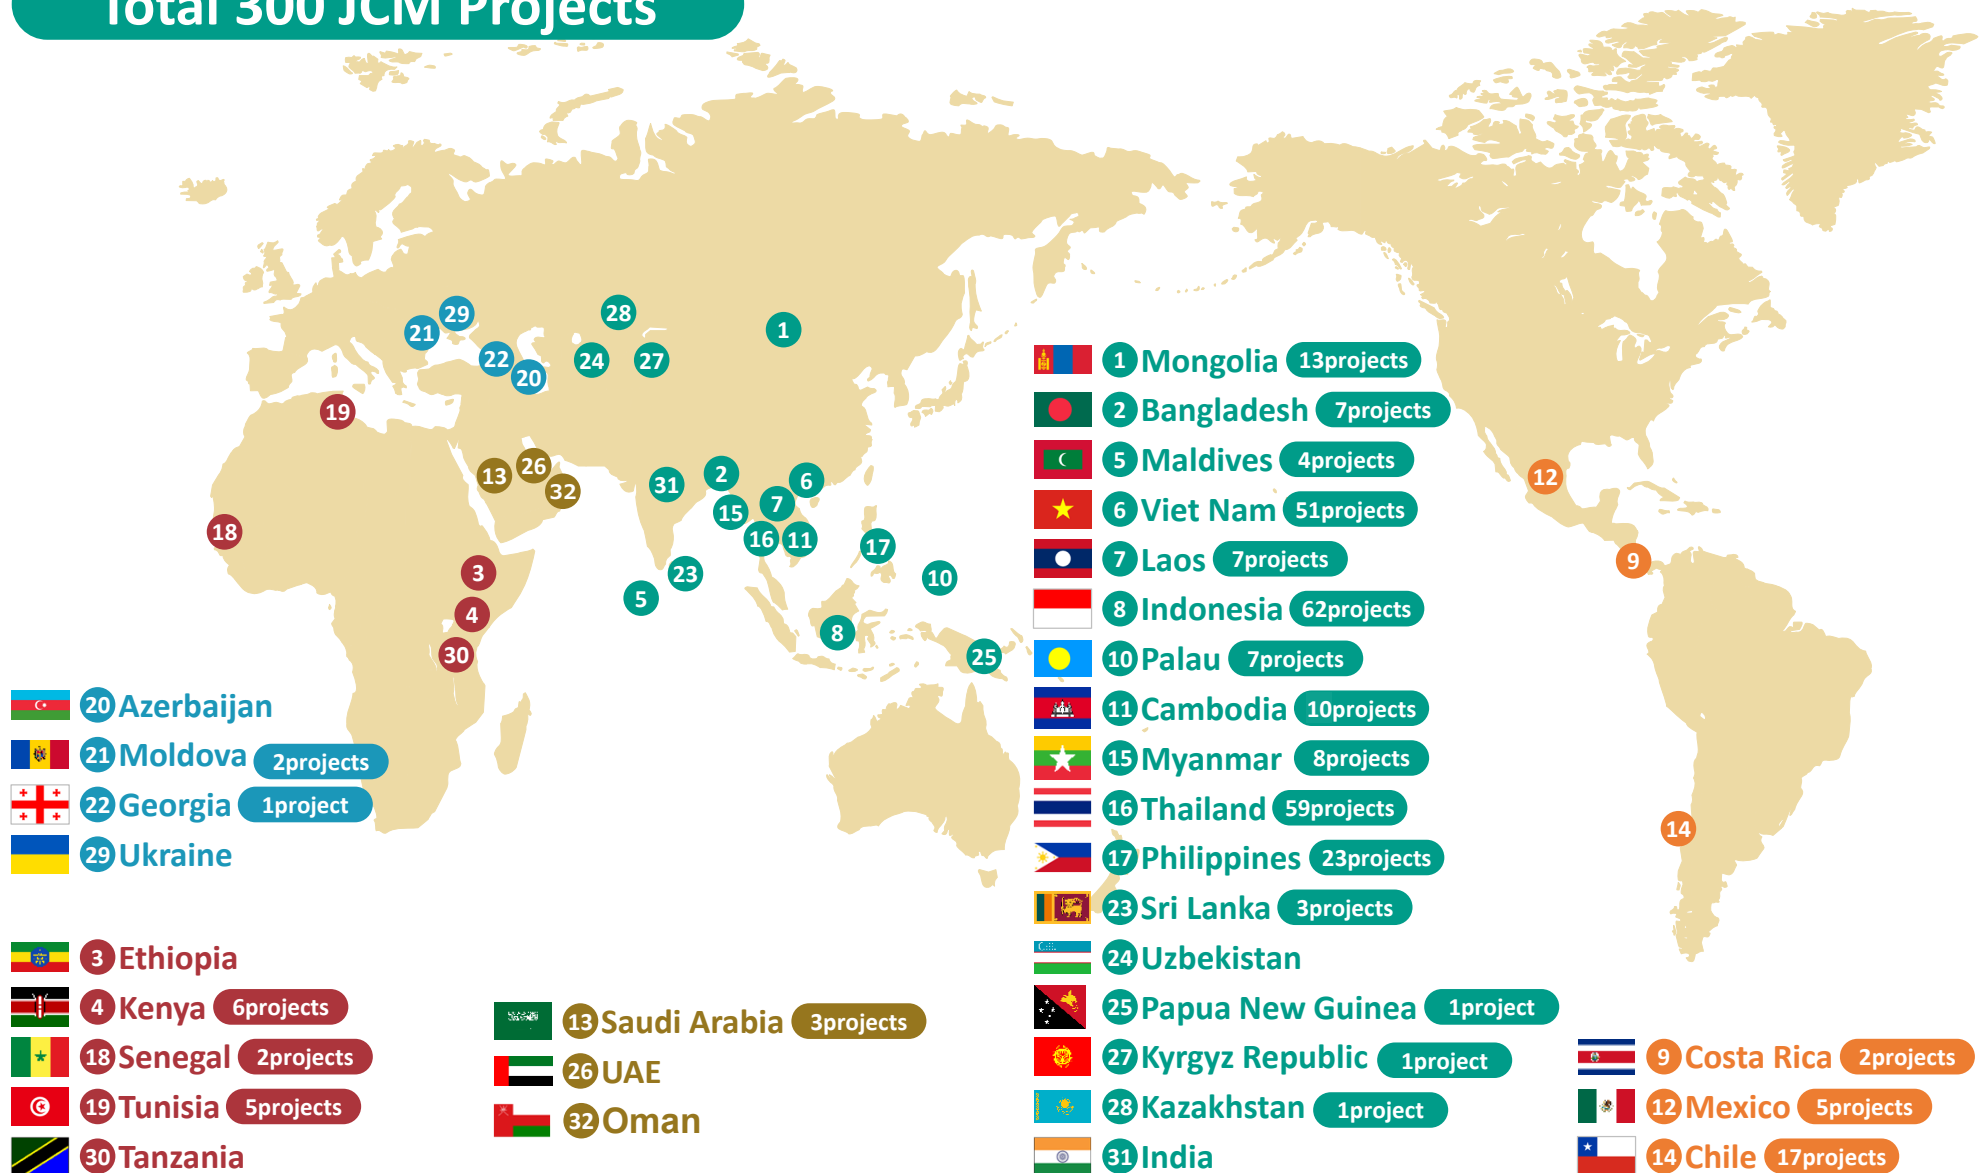 Total 300 JCM Projects
29
21
22
20
28
24
27
1
19
13
26
32
18
3
4
30
31
2
6
15
7
16
11
17
23
5
10
8
25
12
9
14
20 Azerbaijan
21 Moldova 2projects
22 Georgia 1project
29 Ukraine
3 Ethiopia
4 Kenya 6projects
18 Senegal 2projects
19 Tunisia 5projects
30 Tanzania
13 Saudi Arabia 3projects
26 UAE
32 Oman
1 Mongolia 13projects
2 Bangladesh 7projects
5 Maldives 4projects
6 Viet Nam 51projects
7 Laos 7projects
8 Indonesia 62projects
10 Palau 7projects
11 Cambodia 10projects
15 Myanmar 8projects
16 Thailand 59projects
17 Philippines 23projects
23 Sri Lanka 3projects
24 Uzbekistan
25 Papua New Guinea 1project
27 Kyrgyz Republic 1project
28 Kazakhstan 1project
31 India
9 Costa Rica 2projects
12 Mexico 5projects
14 Chile 17projects